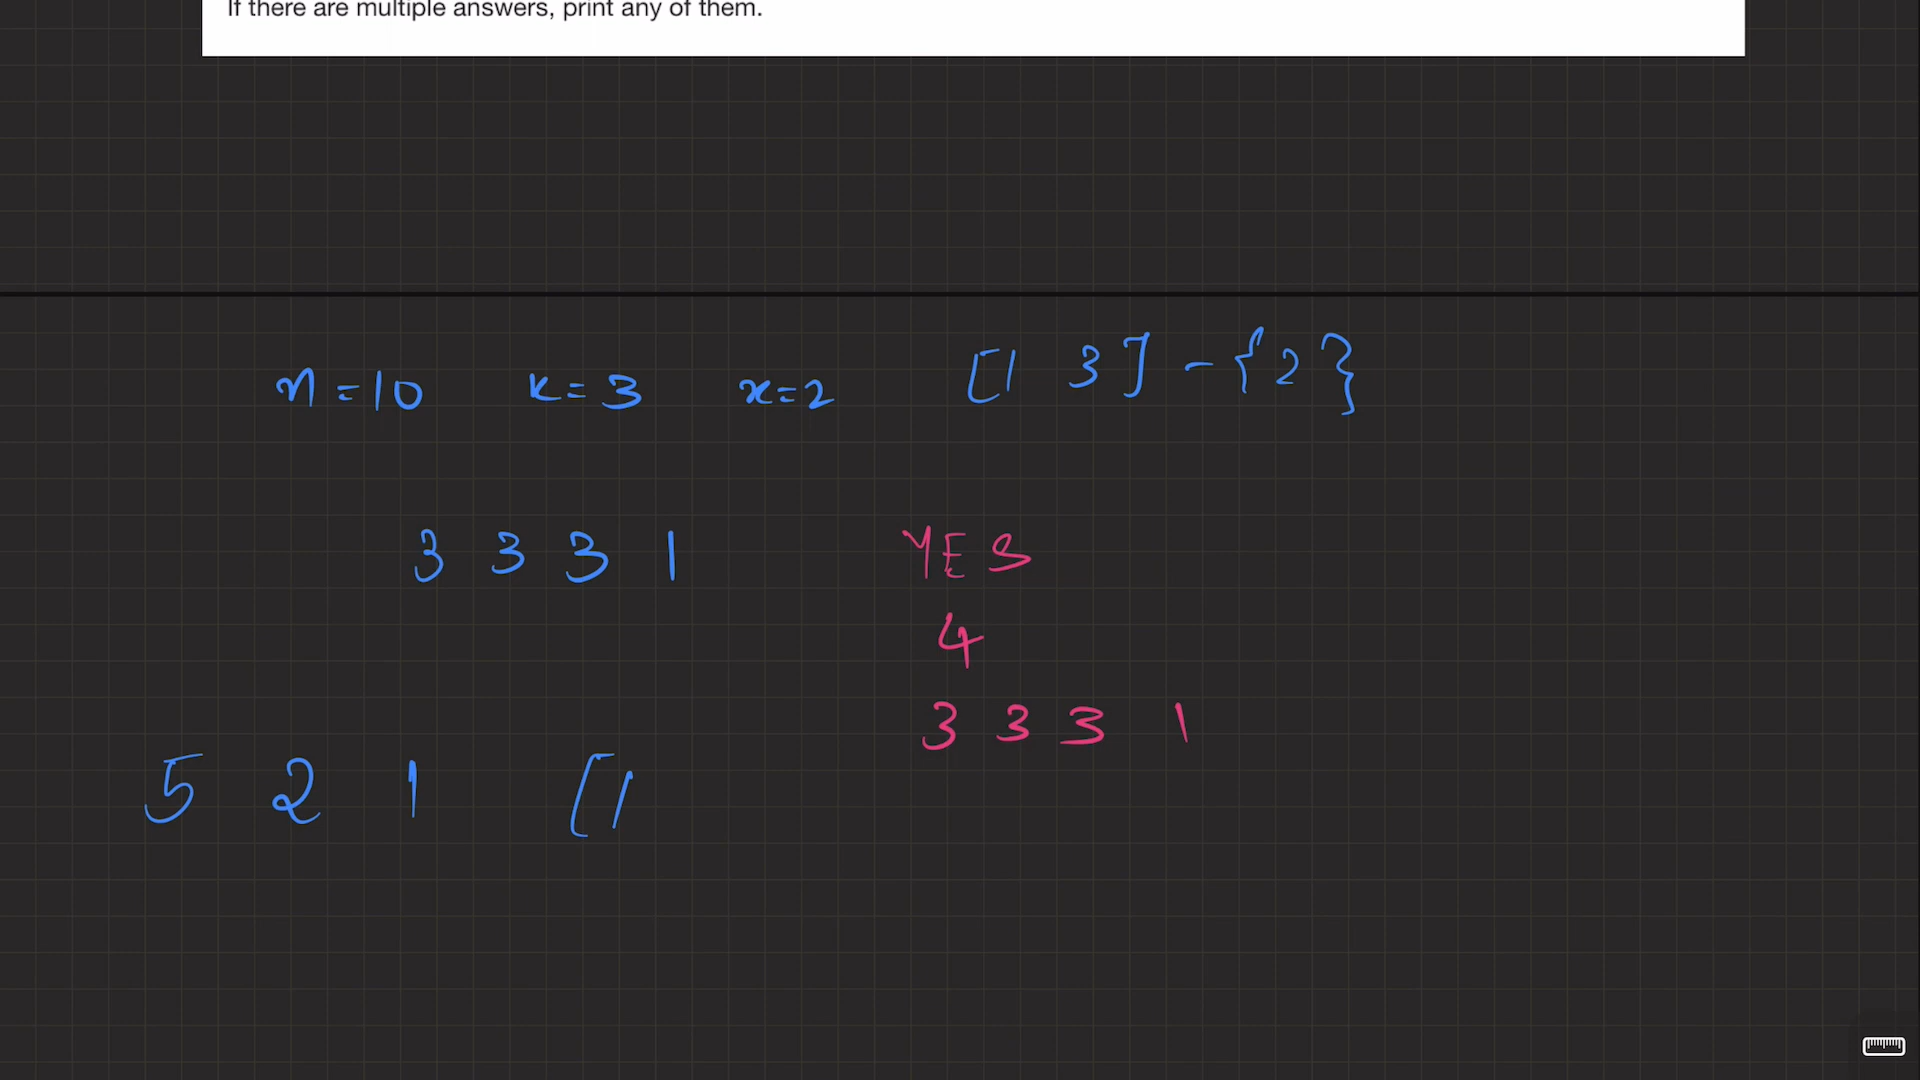 If there are multiple answers, print any of them.
n=10 k=3 x=2 [1 3] - {2}
3 3 3 1 YES
4
3 3 3 1
5 2 1 [1